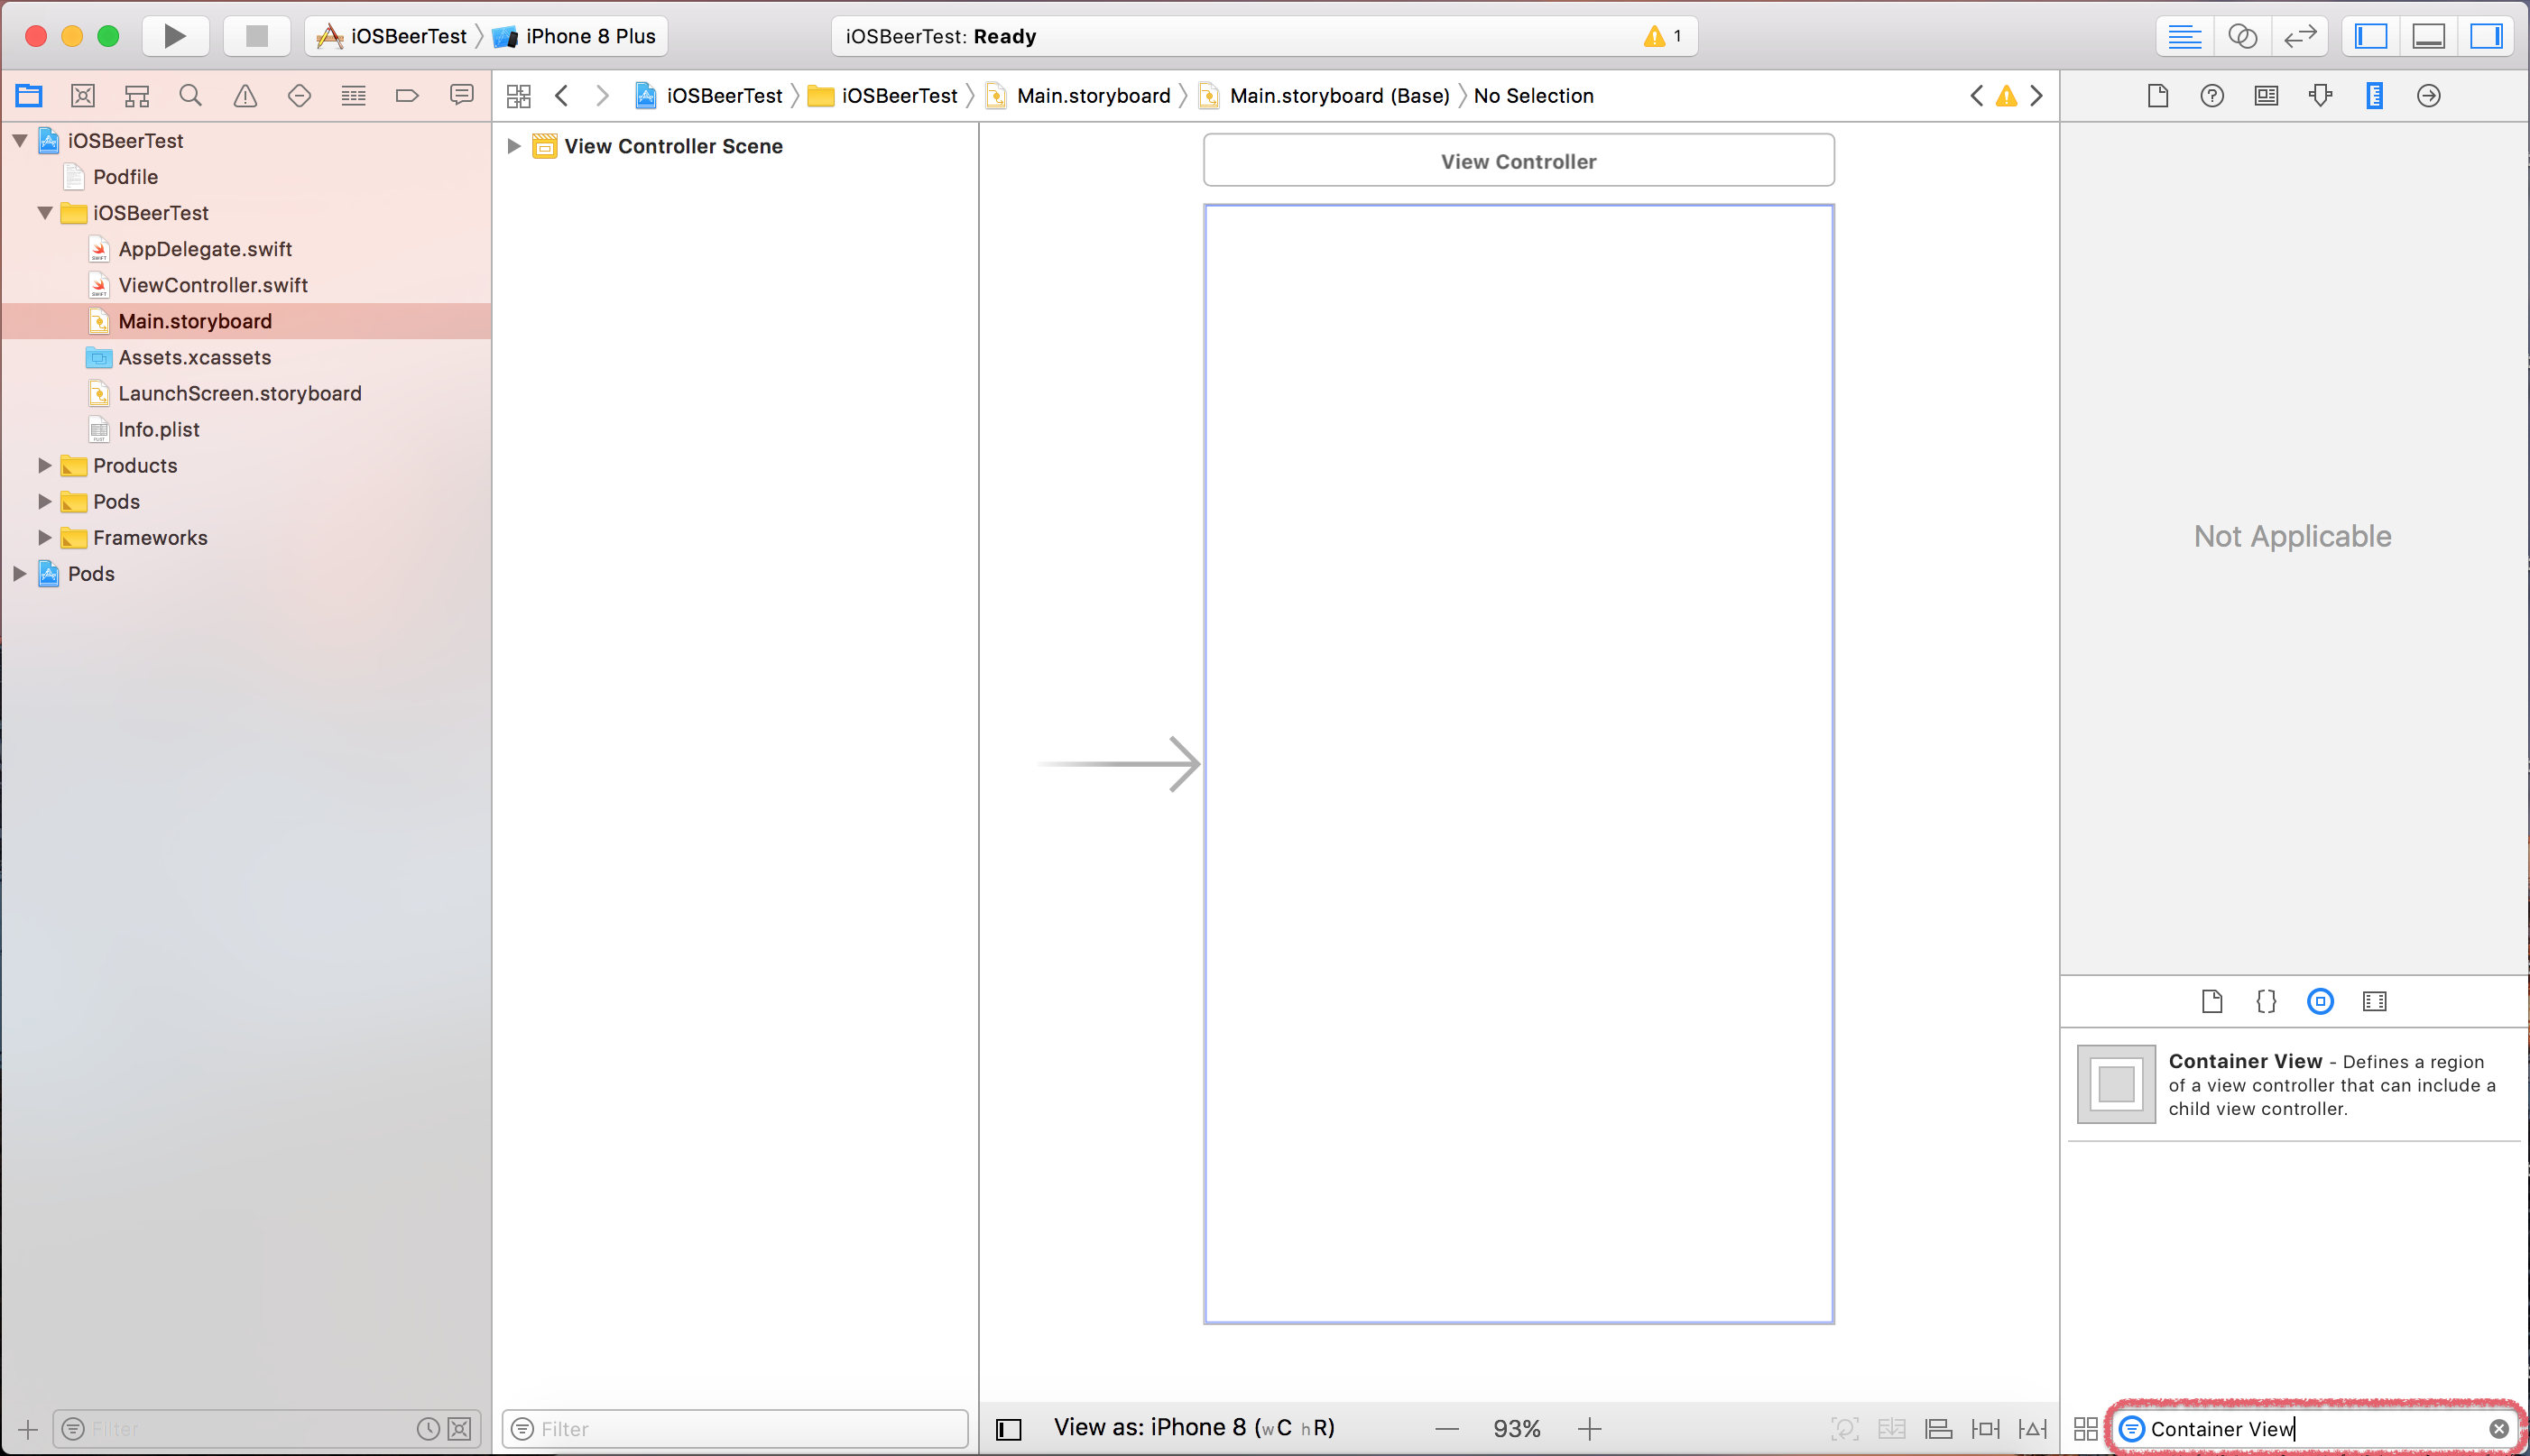 iOSBeerTest iPhone 8 Plus
iOSBeerTest: Ready
1
iOSBeerTest iOSBeerTest Main.storyboard Main.storyboard (Base) No Selection
iOSBeerTest
Podfile
iOSBeerTest
AppDelegate.swift
ViewController.swift
Main.storyboard
Assets.xcassets
LaunchScreen.storyboard
Info.plist
Products
Pods
Frameworks
Pods
Filter
View Controller Scene
Filter
View Controller
View as: iPhone 8 (wC hR)
93%
Not Applicable
Container View - Defines a region
of a view controller that can include a
child view controller.
Container View